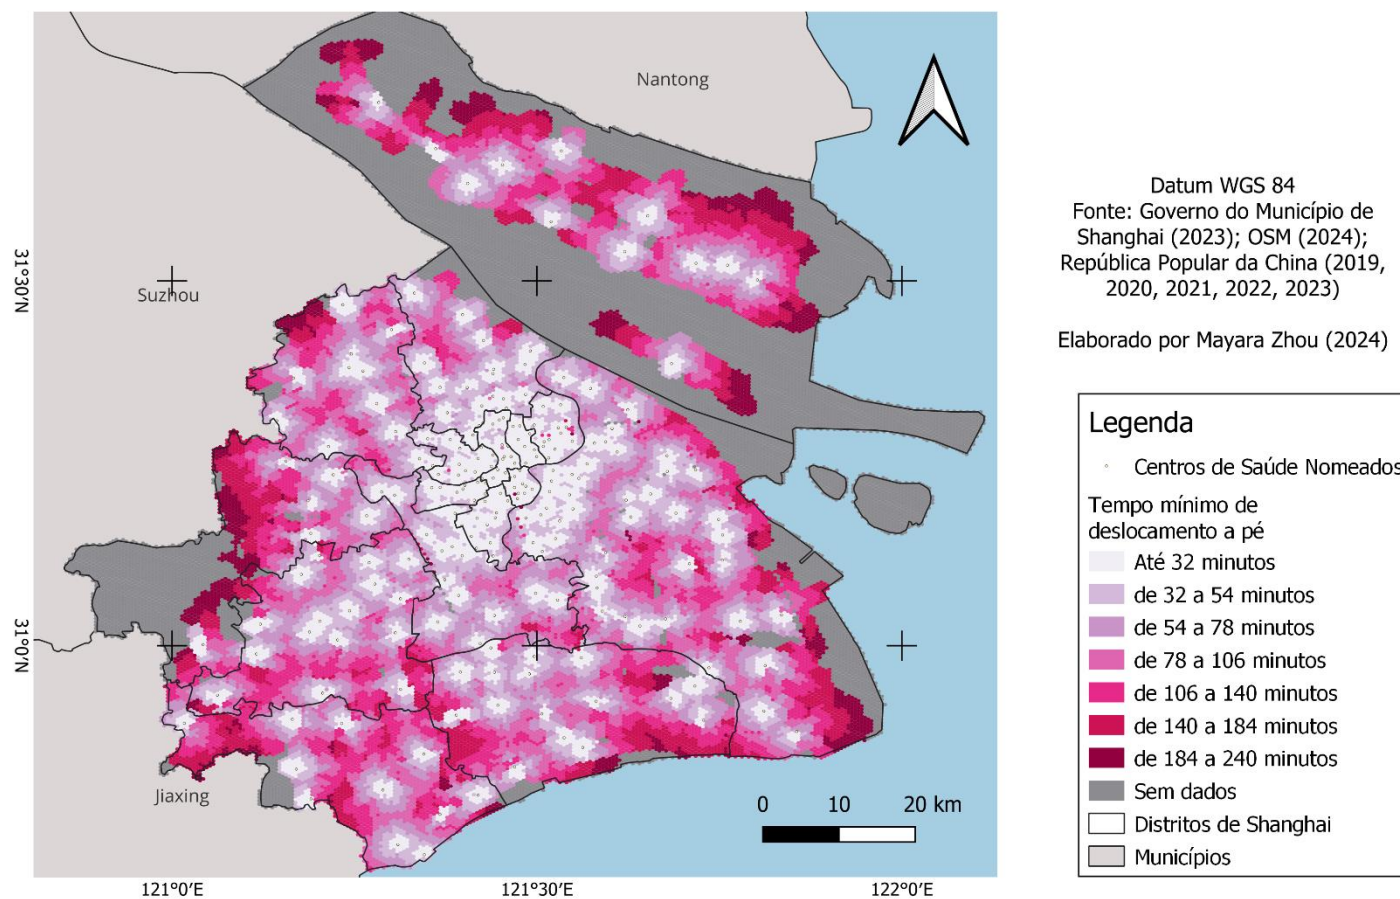 Nantong
Suzhou
Jiaxing
31°30'N
31°0'N
121°0'E
121°30'E
122°0'E
0 10 20 km
Datum WGS 84
Fonte: Governo do Município de
Shanghai (2023); OSM (2024);
República Popular da China (2019,
2020, 2021, 2022, 2023)
Elaborado por Mayara Zhou (2024)
Legenda
Centros de Saúde Nomeados
Tempo mínimo de
deslocamento a pé
Até 32 minutos
de 32 a 54 minutos
de 54 a 78 minutos
de 78 a 106 minutos
de 106 a 140 minutos
de 140 a 184 minutos
de 184 a 240 minutos
Sem dados
Distritos de Shanghai
Municípios